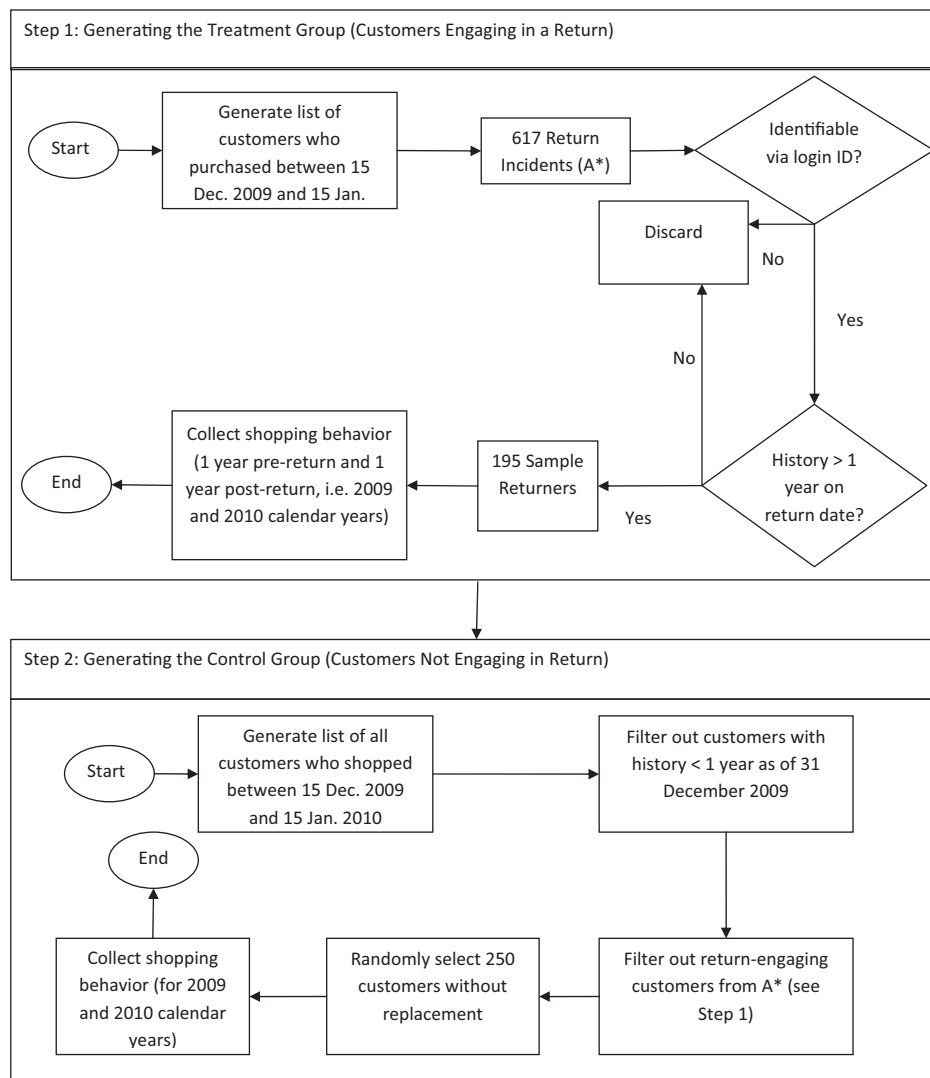 Step 1: Generating the Treatment Group (Customers Engaging in a Return)
Start
Generate list of
customers who
purchased between 15
Dec. 2009 and 15 Jan.
617 Return
Incidents (A*)
Identifiable
via login ID?
Discard
No
Yes
No
History > 1
year on
return date?
Yes
195 Sample
Returners
Collect shopping behavior
(1 year pre-return and 1
year post-return, i.e. 2009
and 2010 calendar years)
End
Step 2: Generating the Control Group (Customers Not Engaging in Return)
Start
Generate list of all
customers who shopped
between 15 Dec. 2009
and 15 Jan. 2010
Filter out customers with
history < 1 year as of 31
December 2009
Filter out return-engaging
customers from A* (see
Step 1)
Randomly select 250
customers without
replacement
Collect shopping
behavior (for 2009
and 2010 calendar
years)
End